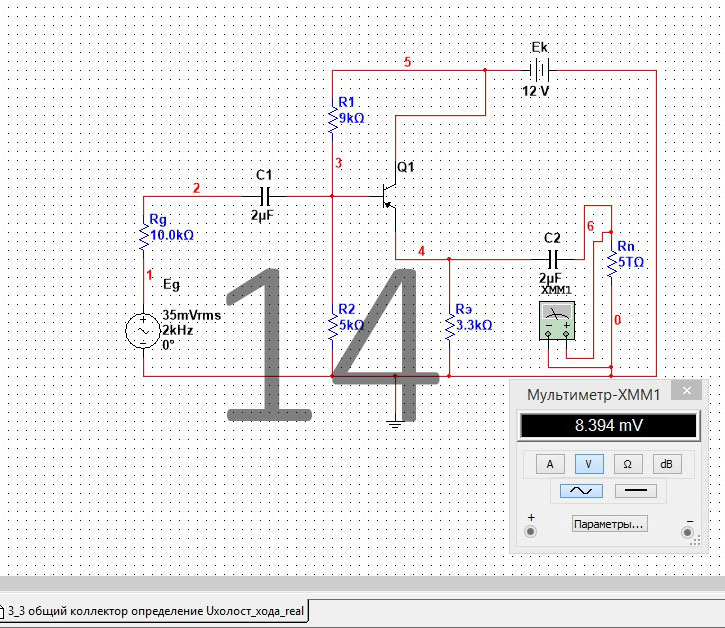 Ek
5
12 V
R1
9kΩ
Q1
3
C1
2
2µF
Rg
10.0kΩ
1
Eg
35mVrms
2kHz
0°
4
C2
2µF
6
Rn
5TΩ
XMM1
R2
5kΩ
Rэ
3.3kΩ
0
14
Мультиметр-XMM1
8.394 mV
A V Ω dB
Параметры...
+ −
3_3 общий коллектор определение Uхолост_хода_real